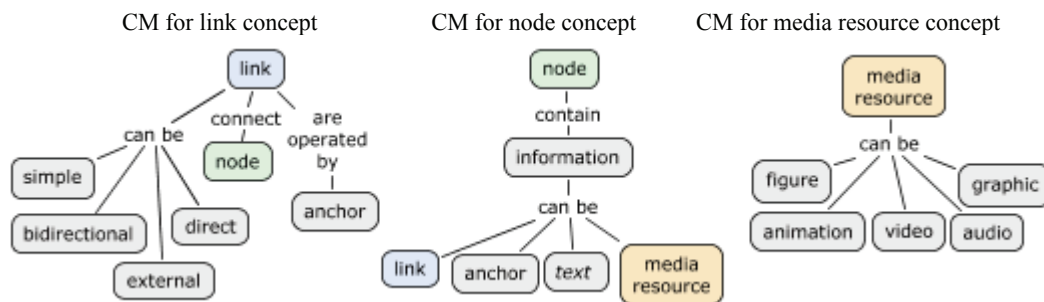 CM for link concept
CM for node concept
CM for media resource concept
link
can be
connect
are
operated
by
simple
node
bidirectional
direct
anchor
external
node
contain
information
can be
link
anchor
text
media
resource
media
resource
can be
figure
graphic
animation
video
audio